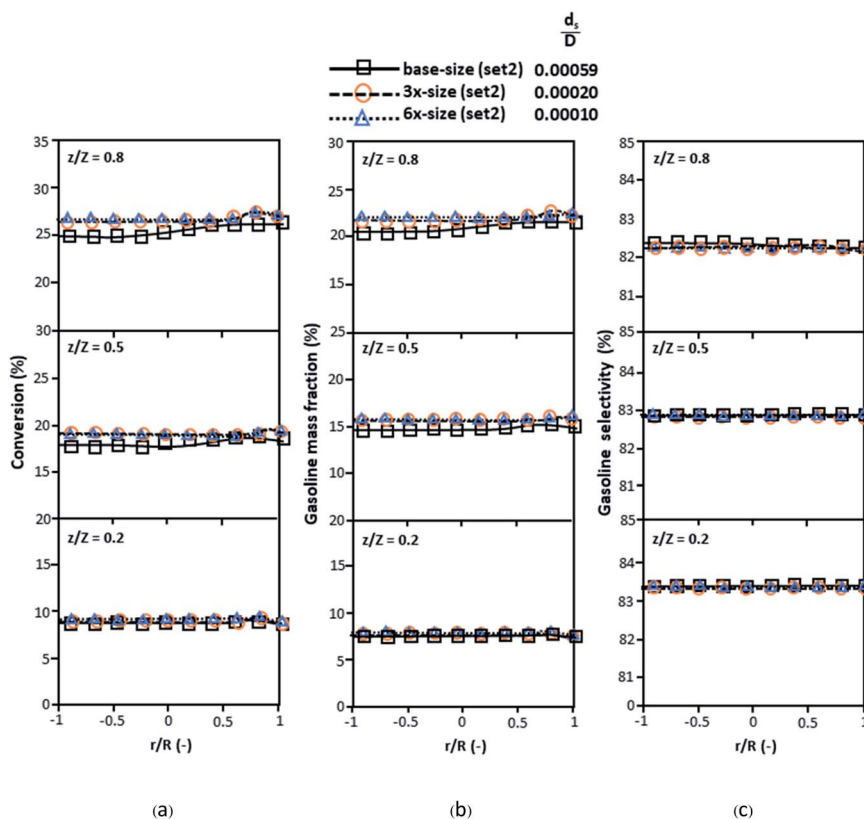 d_s
D
base-size (set2) 0.00059
3x-size (set2) 0.00020
6x-size (set2) 0.00010
Conversion (%)
35
z/Z = 0.8
30
25
20
30
z/Z = 0.5
25
20
15
20
z/Z = 0.2
15
10
5
0
-1 -0.5 0 0.5 1
r/R (-)
(a)
Gasoline mass fraction (%)
30
z/Z = 0.8
25
20
15
25
z/Z = 0.5
20
15
10
20
z/Z = 0.2
15
10
5
0
-1 -0.5 0 0.5 1
r/R (-)
(b)
Gasoline selectivity (%)
85
z/Z = 0.8
84
83
82
81
85
z/Z = 0.5
84
83
82
81
85
z/Z = 0.2
84
83
82
81
0
-1 -0.5 0 0.5 1
r/R (-)
(c)